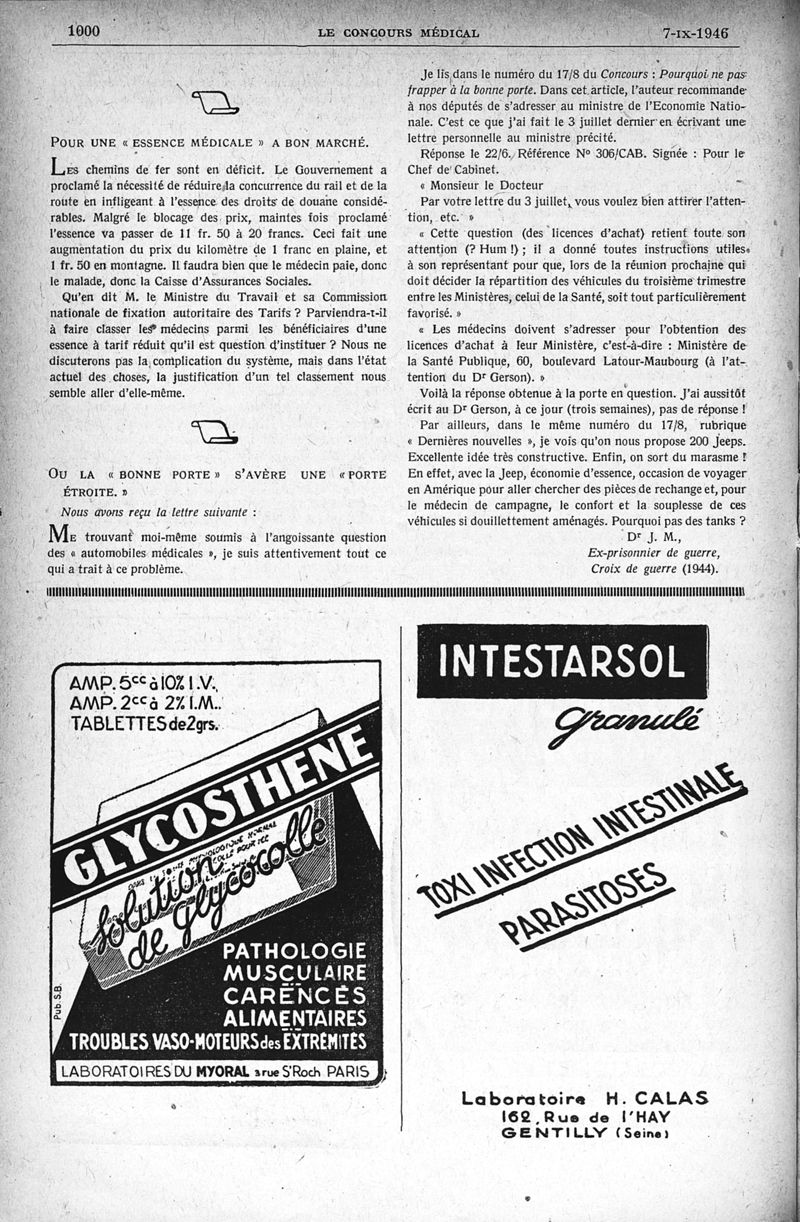 1000
LE CONCOURS MÉDICAL
7-IX-1946
POUR UNE « ESSENCE MÉDICALE » A BON MARCHÉ.
LES chemins de fer sont en déficit. Le Gouvernement a
proclamé la nécessité de réduire la concurrence du rail et de la
route en infligeant à l'essence des droits de douane considé-
rables. Malgré le blocage des prix, maintes fois proclamé
l'essence va passer de 11 fr. 50 à 20 francs. Ceci fait une
augmentation du prix du kilomètre de 1 franc en plaine, et
1 fr. 50 en montagne. Il faudra bien que le médecin paie, donc
le malade, donc la Caisse d'Assurances Sociales.
Qu'en dit M. le Ministre du Travail et sa Commission
nationale de fixation autoritaire des Tarifs ? Parviendra-t-il
à faire classer les médecins parmi les bénéficiaires d'une
essence à tarif réduit qu'il est question d'instituer ? Nous ne
discuterons pas la complication du système, mais dans l'état
actuel des choses, la justification d'un tel classement nous
semble aller d'elle-même.
OU LA « BONNE PORTE » S'AVÈRE UNE « PORTE
ÉTROITE. »
Nous avons reçu la lettre suivante :
ME trouvant moi-même soumis à l'angoissante question
des « automobiles médicales », je suis attentivement tout ce
qui a trait à ce problème.
Je lis dans le numéro du 17/8 du Concours : Pourquoi ne pas
frapper à la bonne porte. Dans cet article, l'auteur recommande
à nos députés de s'adresser au ministre de l'Economie Natio-
nale. C'est ce que j'ai fait le 3 juillet dernier en écrivant une
lettre personnelle au ministre précité.
Réponse le 22/6. Référence N° 306/CAB. Signée : Pour le
Chef de Cabinet.
« Monsieur le Docteur
Par votre lettre du 3 juillet, vous voulez bien attirer l'atten-
tion, etc. »
« Cette question (des licences d'achat) retient toute son
attention (? Hum !) ; il a donné toutes instructions utiles
à son représentant pour que, lors de la réunion prochaine qui
doit décider la répartition des véhicules du troisième trimestre
entre les Ministères, celui de la Santé, soit tout particulièrement
favorisé. »
« Les médecins doivent s'adresser pour l'obtention des
licences d'achat à leur Ministère, c'est-à-dire : Ministère de
la Santé Publique, 60, boulevard Latour-Maubourg (à l'at-
tention du Dr Gerson). »
Voilà la réponse obtenue à la porte en question. J'ai aussitôt
écrit au Dr Gerson, à ce jour (trois semaines), pas de réponse !
Par ailleurs, dans le même numéro du 17/8, rubrique
« Dernières nouvelles », je vois qu'on nous propose 200 Jeeps.
Excellente idée très constructive. Enfin, on sort du marasme !
En effet, avec la Jeep, économie d'essence, occasion de voyager
en Amérique pour aller chercher des pièces de rechange et, pour
le médecin de campagne, le confort et la souplesse de ces
véhicules si douillettement aménagés. Pourquoi pas des tanks ?
Dr J. M.,
Ex-prisonnier de guerre,
Croix de guerre (1944).
AMP. 5cc à 10% I.V.,
AMP. 2cc à 2% I.M..
TABLETTES de 2grs.
GLYCOSTHENE
Solution
de Glycocolle
PATHOLOGIE
MUSCULAIRE
CARENCES
ALIMENTAIRES
TROUBLES VASO-MOTEURS des EXTRÉMITÉS
Pub. S.B.
LABORATOIRES DU MYORAL 3 rue St Roch PARIS
INTESTARSOL
granulé
TOXI INFECTION INTESTINALE
PARASITOSES
Laboratoire H. CALAS
162, Rue de l'HAY
GENTILLY (Seine)